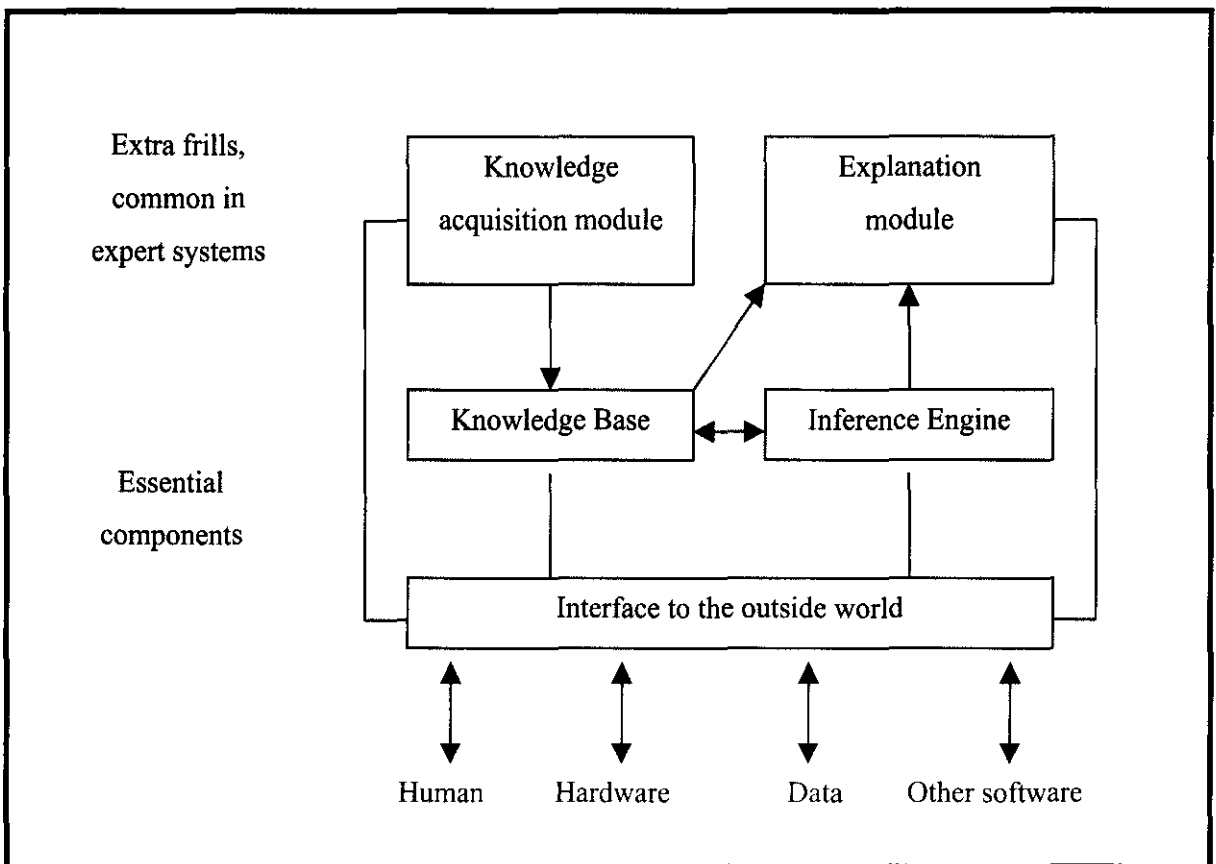 Extra frills,
common in
expert systems
Knowledge
acquisition module
Explanation
module
Knowledge Base
Inference Engine
Essential
components
Interface to the outside world
Human
Hardware
Data
Other software